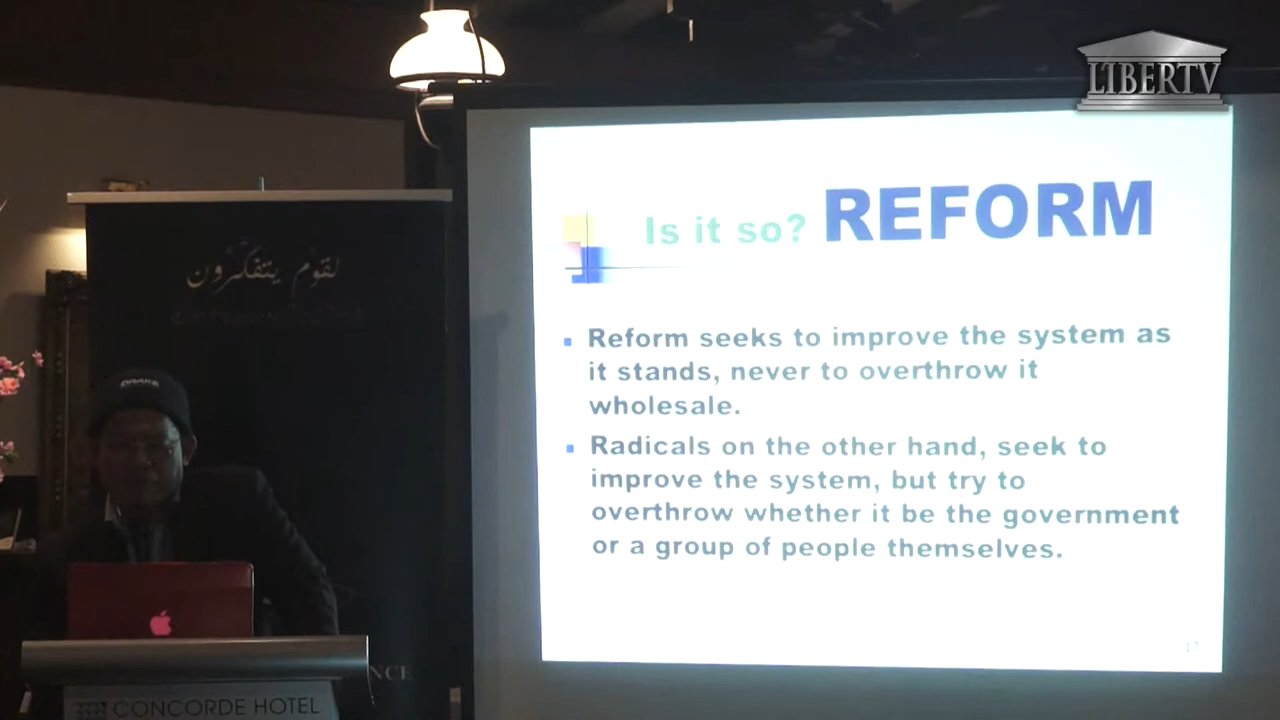 LIBERTV
Is it so? REFORM
Reform seeks to improve the system as
it stands, never to overthrow it
wholesale.
Radicals on the other hand, seek to
improve the system, but try to
overthrow whether it be the government
or a group of people themselves.
17
لقوم يتفكرون
NCE
CONCORDE HOTEL